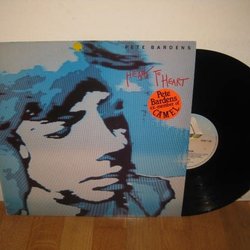 PETE BARDENS
HEART TO HEART
Pete
Bardens
EX-member of
CAMEL